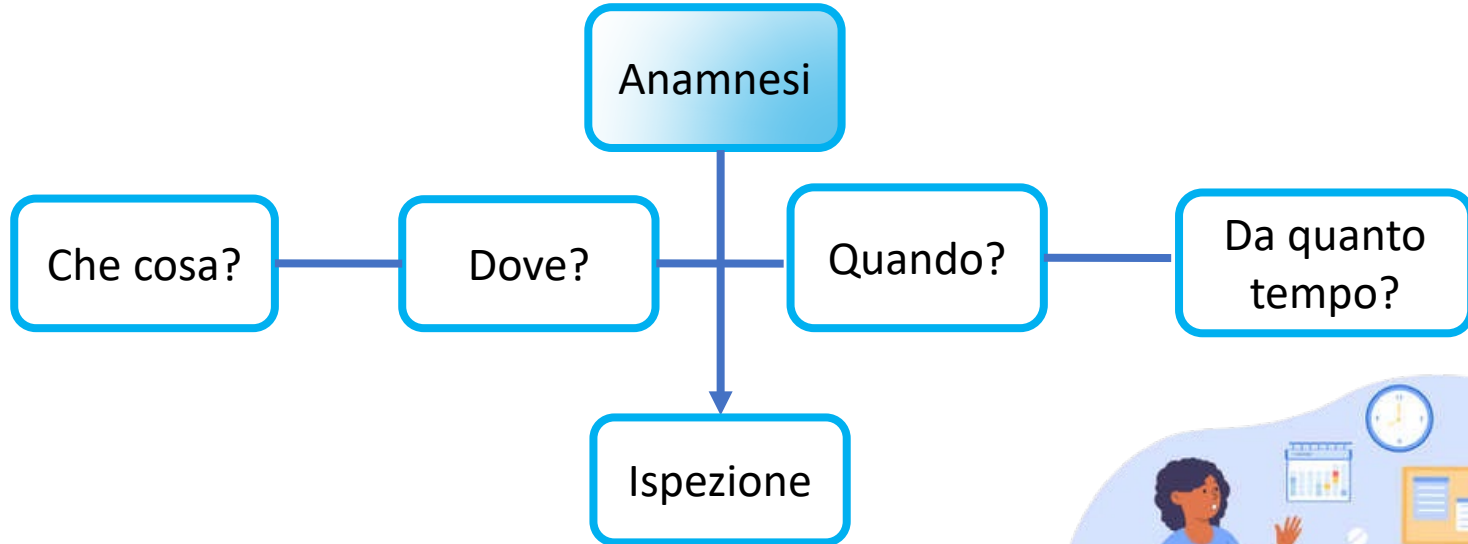 Anamnesi
Che cosa?
Dove?
Quando?
Da quanto
tempo?
Ispezione